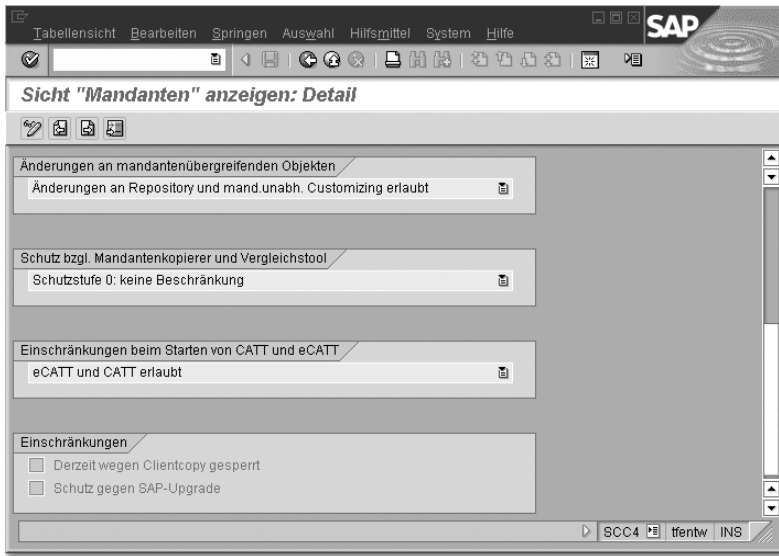 Tabellensicht Bearbeiten Springen Auswahl Hilfsmittel System Hilfe
SAP
Sicht "Mandanten" anzeigen: Detail
Änderungen an mandantenübergreifenden Objekten
Änderungen an Repository und mand.unabh. Customizing erlaubt
Schutz bzgl. Mandantenkopierer und Vergleichstool
Schutzstufe 0: keine Beschränkung
Einschränkungen beim Starten von CATT und eCATT
eCATT und CATT erlaubt
Einschränkungen
Derzeit wegen Clientcopy gesperrt
Schutz gegen SAP-Upgrade
SCC4 tfentw INS